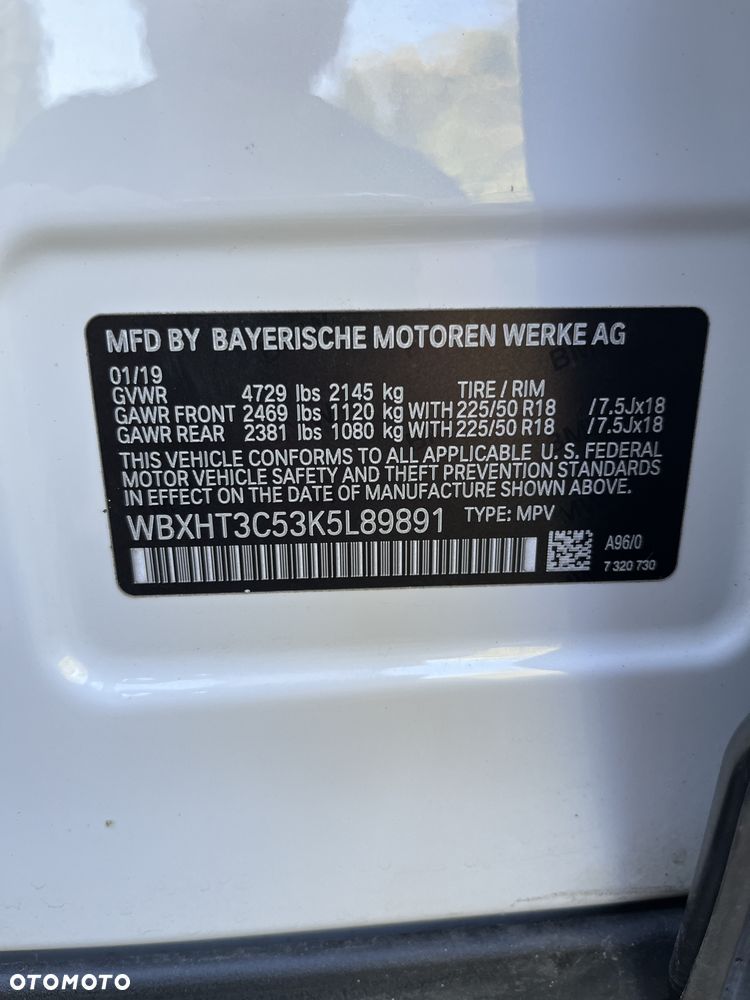 MFD BY BAYERISCHE MOTOREN WERKE AG
01/19
GVWR 4729 lbs 2145 kg TIRE / RIM
GAWR FRONT 2469 lbs 1120 kg WITH 225/50 R18 /7.5Jx18
GAWR REAR 2381 lbs 1080 kg WITH 225/50 R18 /7.5Jx18
THIS VEHICLE CONFORMS TO ALL APPLICABLE U. S. FEDERAL
MOTOR VEHICLE SAFETY AND THEFT PREVENTION STANDARDS
IN EFFECT ON THE DATE OF MANUFACTURE SHOWN ABOVE.
WBXHT3C53K5L89891 TYPE: MPV
A96/0
7 320 730
OTOMOTO